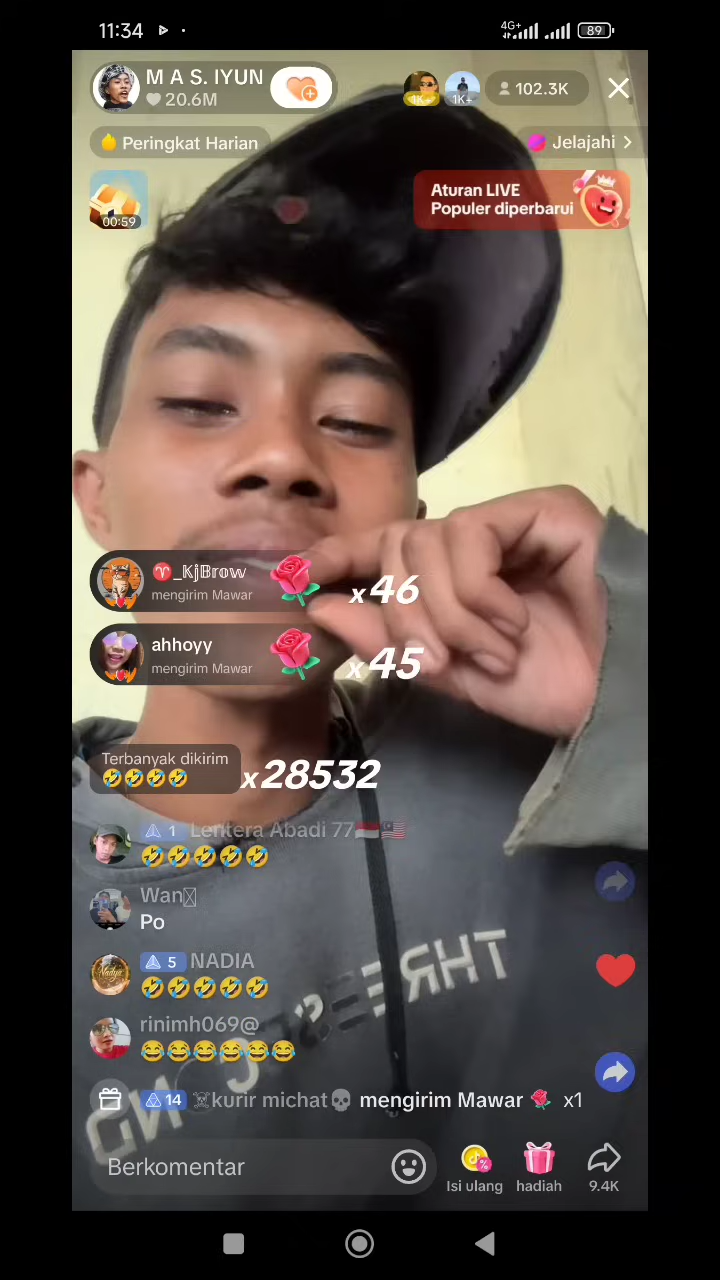 11:34
4G+
89
M A S. IYUN
20.6M
1K+
1K+
102.3K
Peringkat Harian
Jelajahi >
00:59
Aturan LIVE
Populer diperbarui
♈_𝕂𝕛𝔹𝕣𝕠𝕨
mengirim Mawar
x46
ahhoyy
mengirim Mawar
x45
Terbanyak dikirim
🤣🤣🤣🤣
x28532
1 Lentera Abadi 77🇮🇩🇲🇾
🤣🤣🤣🤣🤣
Wan
Po
5 NADIA
🤣🤣🤣🤣🤣
rinimh069@
😂😂😂😂😂😂
14 ☠kurir michat💀 mengirim Mawar 🌹 x1
Berkomentar
Isi ulang
hadiah
9.4K